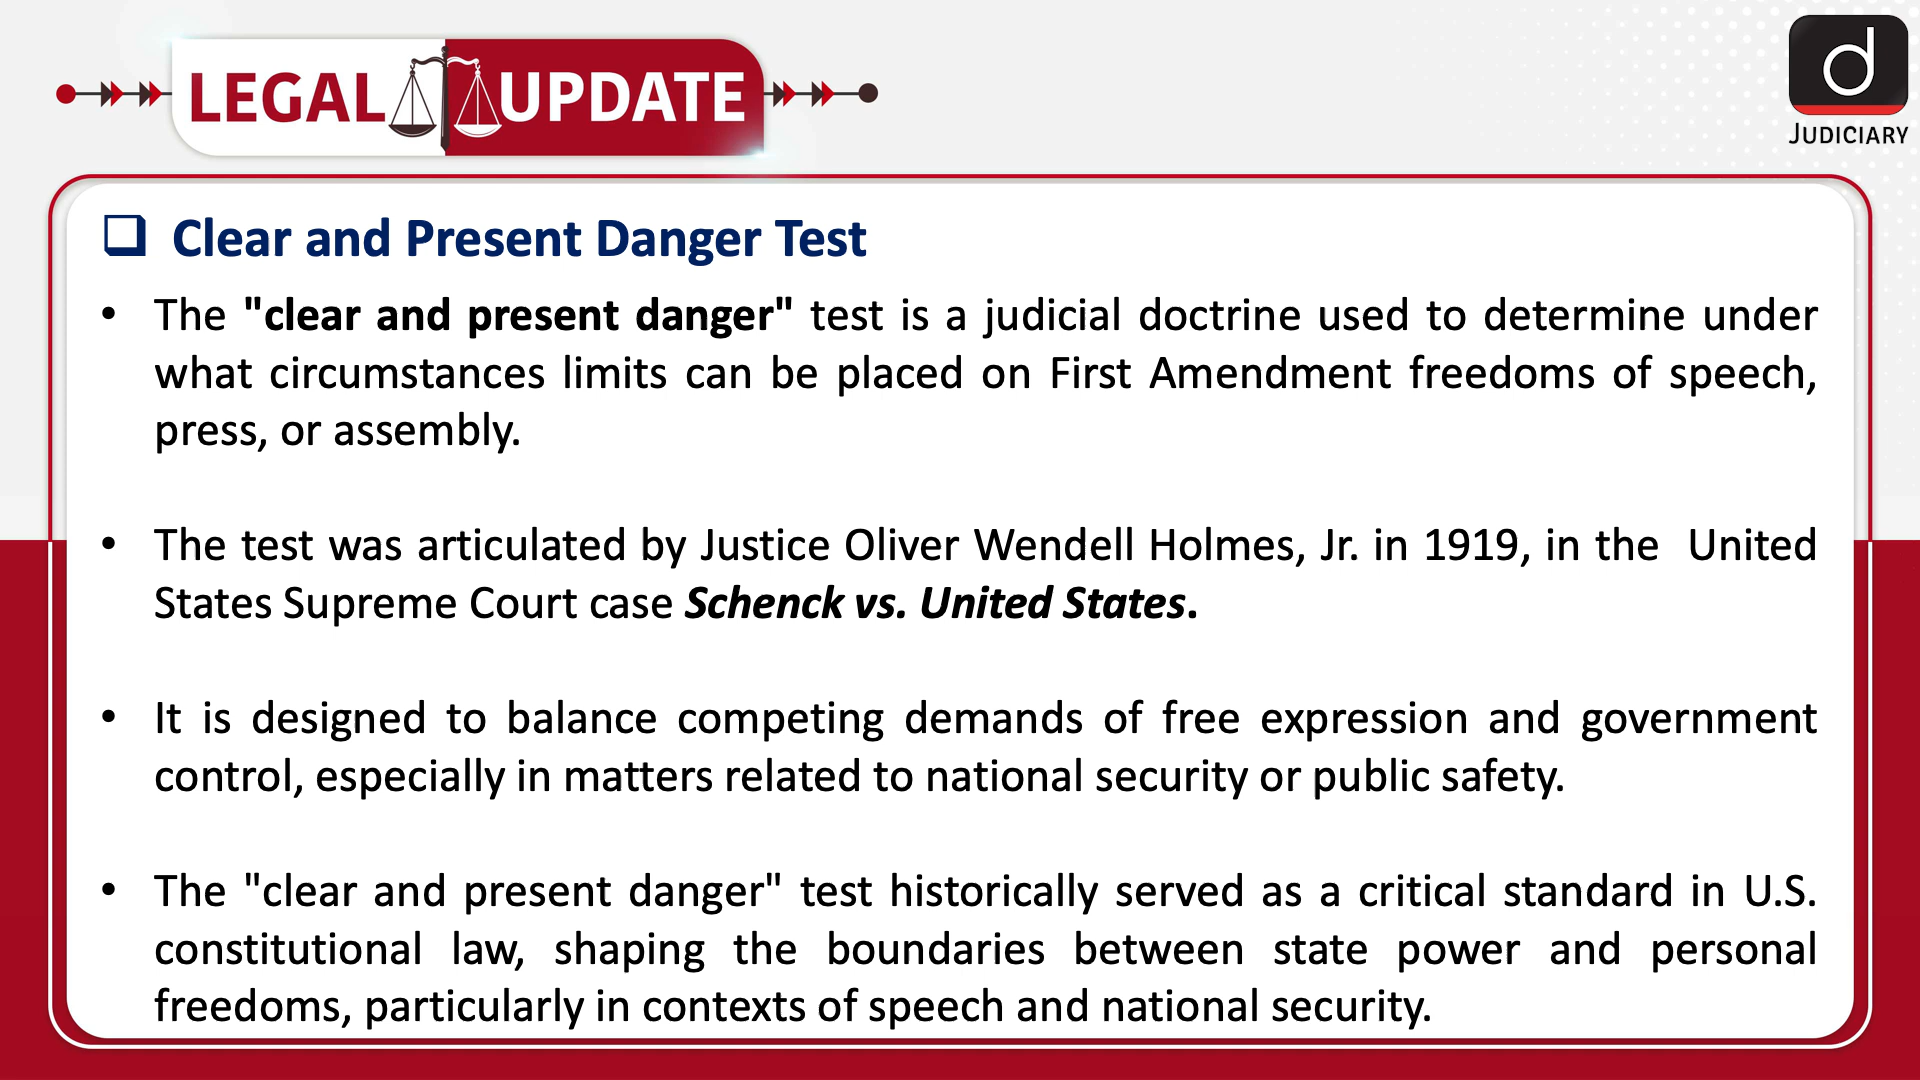 LEGAL UPDATE
d
JUDICIARY
❑ Clear and Present Danger Test
• The "clear and present danger" test is a judicial doctrine used to determine under
what circumstances limits can be placed on First Amendment freedoms of speech,
press, or assembly.
• The test was articulated by Justice Oliver Wendell Holmes, Jr. in 1919, in the  United
States Supreme Court case Schenck vs. United States.
• It is designed to balance competing demands of free expression and government
control, especially in matters related to national security or public safety.
• The "clear and present danger" test historically served as a critical standard in U.S.
constitutional law, shaping the boundaries between state power and personal
freedoms, particularly in contexts of speech and national security.